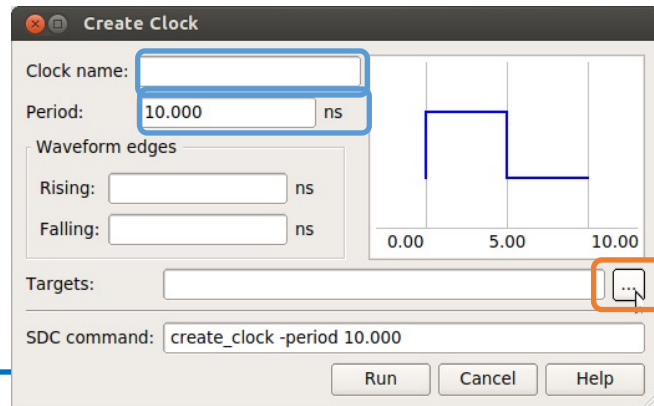 Create Clock
Clock name:
Period: 10.000 ns
Waveform edges
Rising: ns
Falling: ns
0.00 5.00 10.00
Targets: ...
SDC command: create_clock -period 10.000
Run Cancel Help